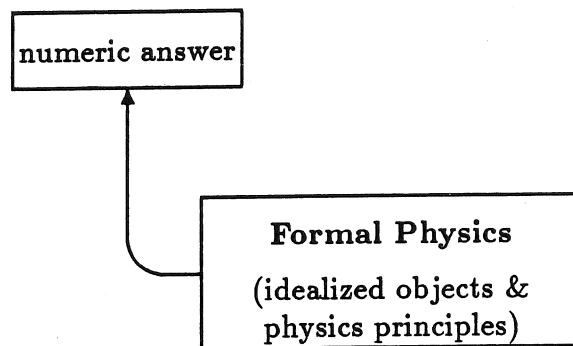 numeric answer
Formal Physics
(idealized objects &
physics principles)